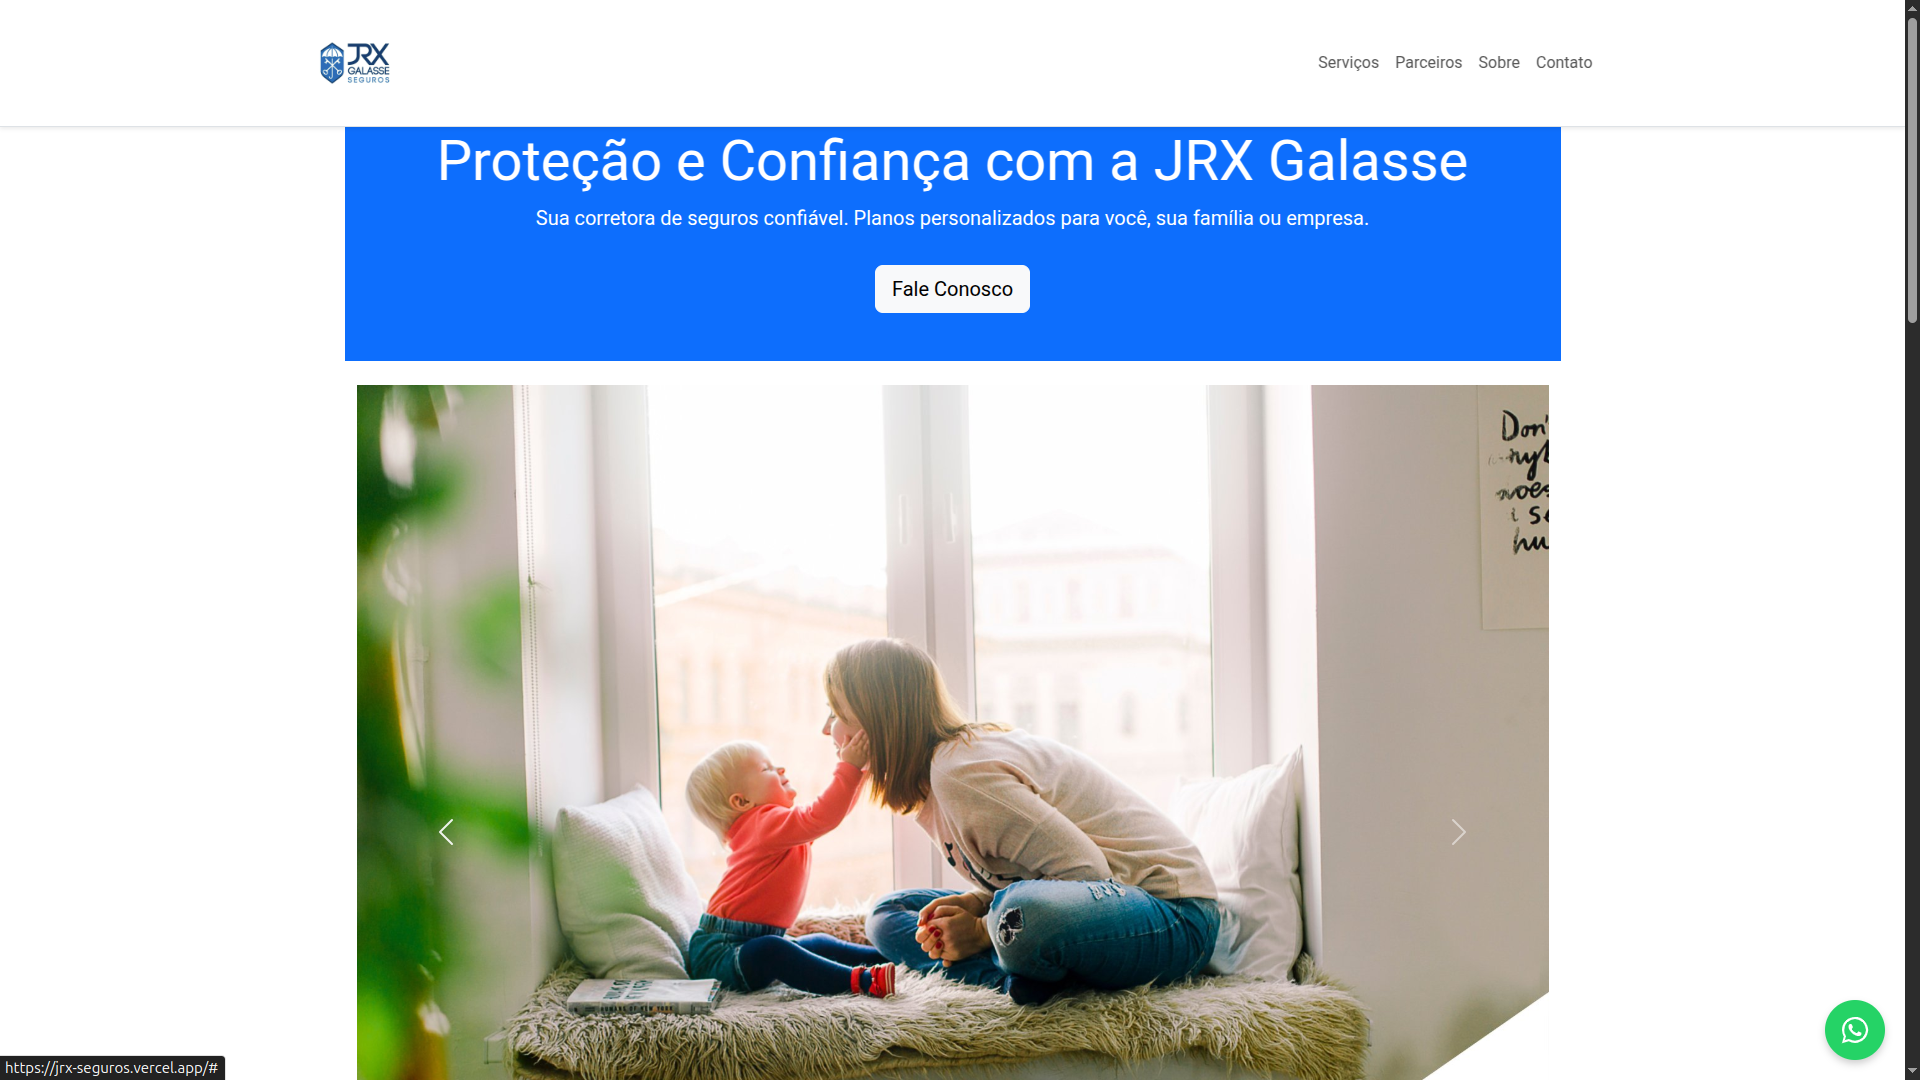 JRX
GALASSE
SEGUROS
Serviços Parceiros Sobre Contato
Proteção e Confiança com a JRX Galasse
Sua corretora de seguros confiável. Planos personalizados para você, sua família ou empresa.
Fale Conosco
Don'
i
https://jrx-seguros.vercel.app/#